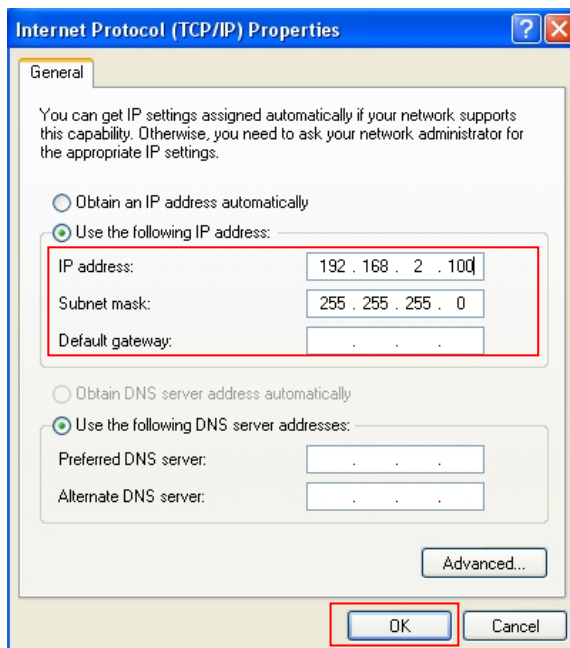 Internet Protocol (TCP/IP) Properties
General
You can get IP settings assigned automatically if your network supports
this capability. Otherwise, you need to ask your network administrator for
the appropriate IP settings.
Obtain an IP address automatically
Use the following IP address:
IP address: 192 . 168 . 2 . 100
Subnet mask: 255 . 255 . 255 . 0
Default gateway: . . .
Obtain DNS server address automatically
Use the following DNS server addresses:
Preferred DNS server: . . .
Alternate DNS server: . . .
Advanced...
OK Cancel